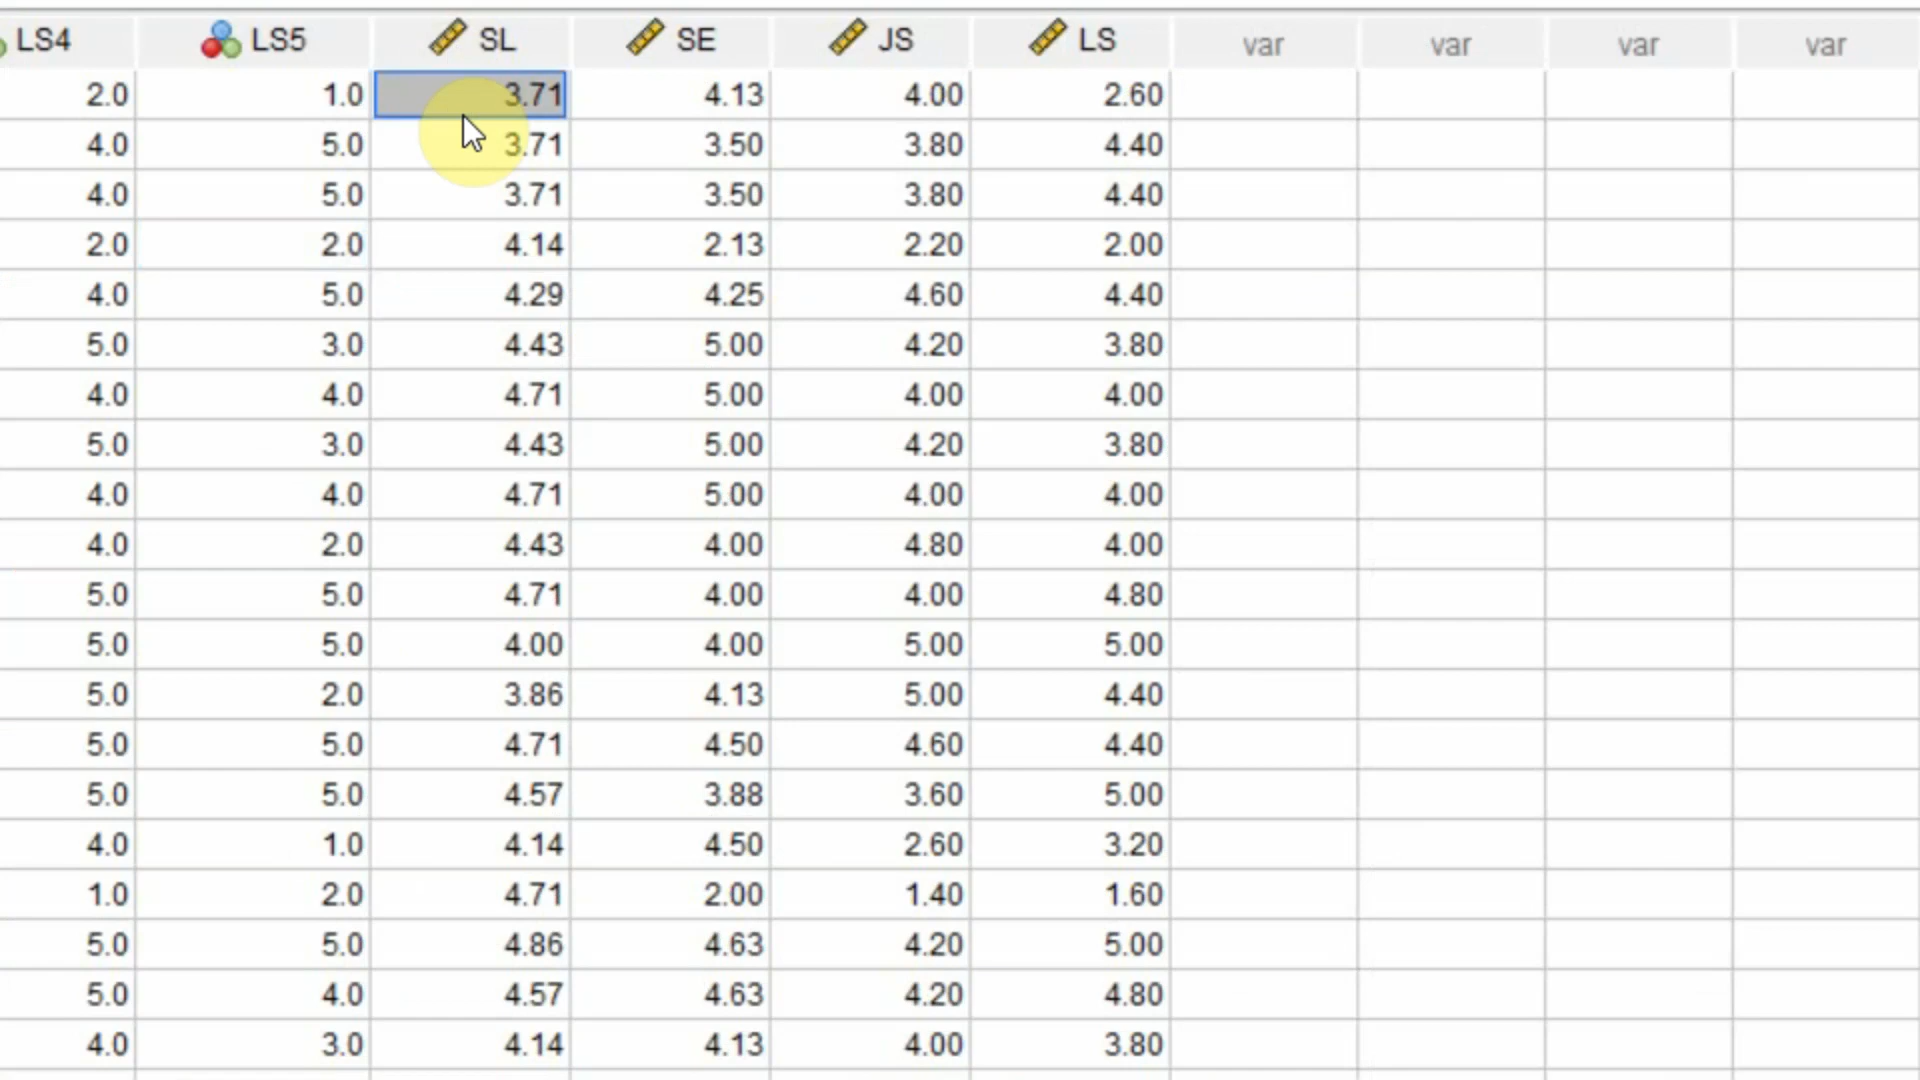 LS4 LS5 SL SE JS LS var var var var
2.0 1.0 3.71 4.13 4.00 2.60
4.0 5.0 3.71 3.50 3.80 4.40
4.0 5.0 3.71 3.50 3.80 4.40
2.0 2.0 4.14 2.13 2.20 2.00
4.0 5.0 4.29 4.25 4.60 4.40
5.0 3.0 4.43 5.00 4.20 3.80
4.0 4.0 4.71 5.00 4.00 4.00
5.0 3.0 4.43 5.00 4.20 3.80
4.0 4.0 4.71 5.00 4.00 4.00
4.0 2.0 4.43 4.00 4.80 4.00
5.0 5.0 4.71 4.00 4.00 4.80
5.0 5.0 4.00 4.00 5.00 5.00
5.0 2.0 3.86 4.13 5.00 4.40
5.0 5.0 4.71 4.50 4.60 4.40
5.0 5.0 4.57 3.88 3.60 5.00
4.0 1.0 4.14 4.50 2.60 3.20
1.0 2.0 4.71 2.00 1.40 1.60
5.0 5.0 4.86 4.63 4.20 5.00
5.0 4.0 4.57 4.63 4.20 4.80
4.0 3.0 4.14 4.13 4.00 3.80